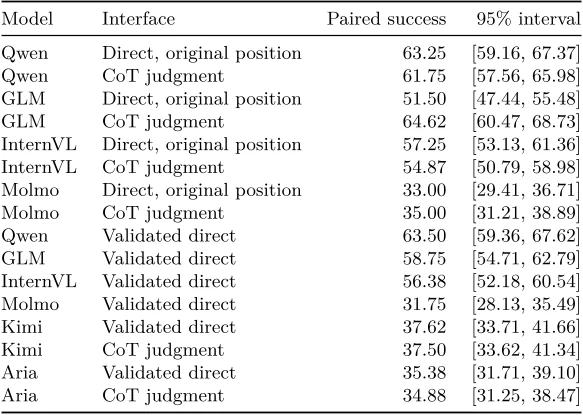 Model Interface Paired success 95% interval
Qwen Direct, original position 63.25 [59.16, 67.37]
Qwen CoT judgment 61.75 [57.56, 65.98]
GLM Direct, original position 51.50 [47.44, 55.48]
GLM CoT judgment 64.62 [60.47, 68.73]
InternVL Direct, original position 57.25 [53.13, 61.36]
InternVL CoT judgment 54.87 [50.79, 58.98]
Molmo Direct, original position 33.00 [29.41, 36.71]
Molmo CoT judgment 35.00 [31.21, 38.89]
Qwen Validated direct 63.50 [59.36, 67.62]
GLM Validated direct 58.75 [54.71, 62.79]
InternVL Validated direct 56.38 [52.18, 60.54]
Molmo Validated direct 31.75 [28.13, 35.49]
Kimi Validated direct 37.62 [33.71, 41.66]
Kimi CoT judgment 37.50 [33.62, 41.34]
Aria Validated direct 35.38 [31.71, 39.10]
Aria CoT judgment 34.88 [31.25, 38.47]